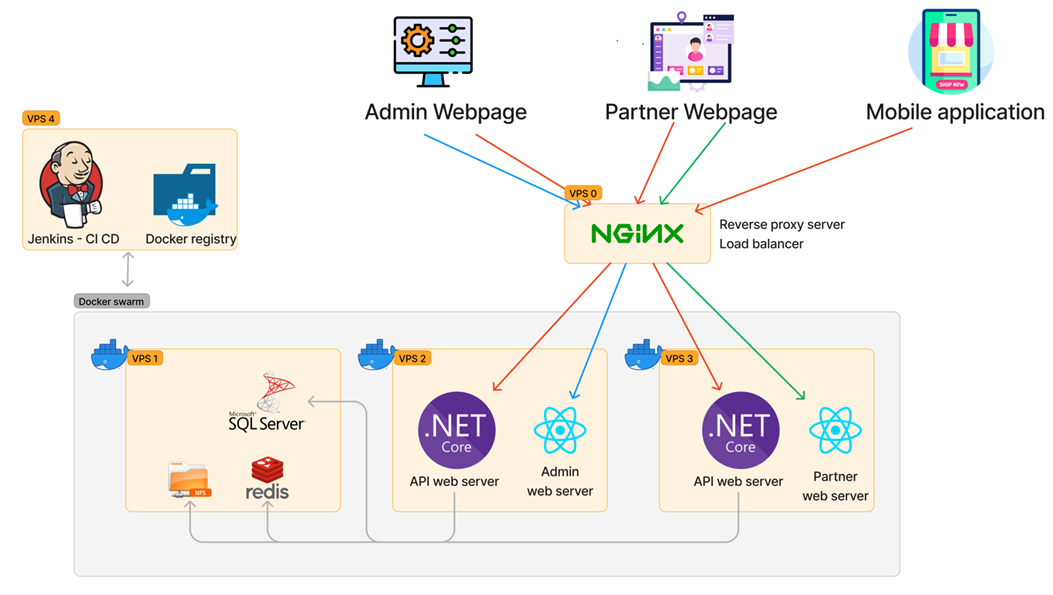 Admin Webpage
Partner Webpage
SHOP NOW
Mobile application
VPS 4
Jenkins - CI CD
Docker registry
VPS 0
NGINX
Reverse proxy server
Load balancer
Docker swarm
VPS 1
Microsoft
SQL Server
NFS
redis
VPS 2
.NET
Core
API web server
Admin
web server
VPS 3
.NET
Core
API web server
Partner
web server